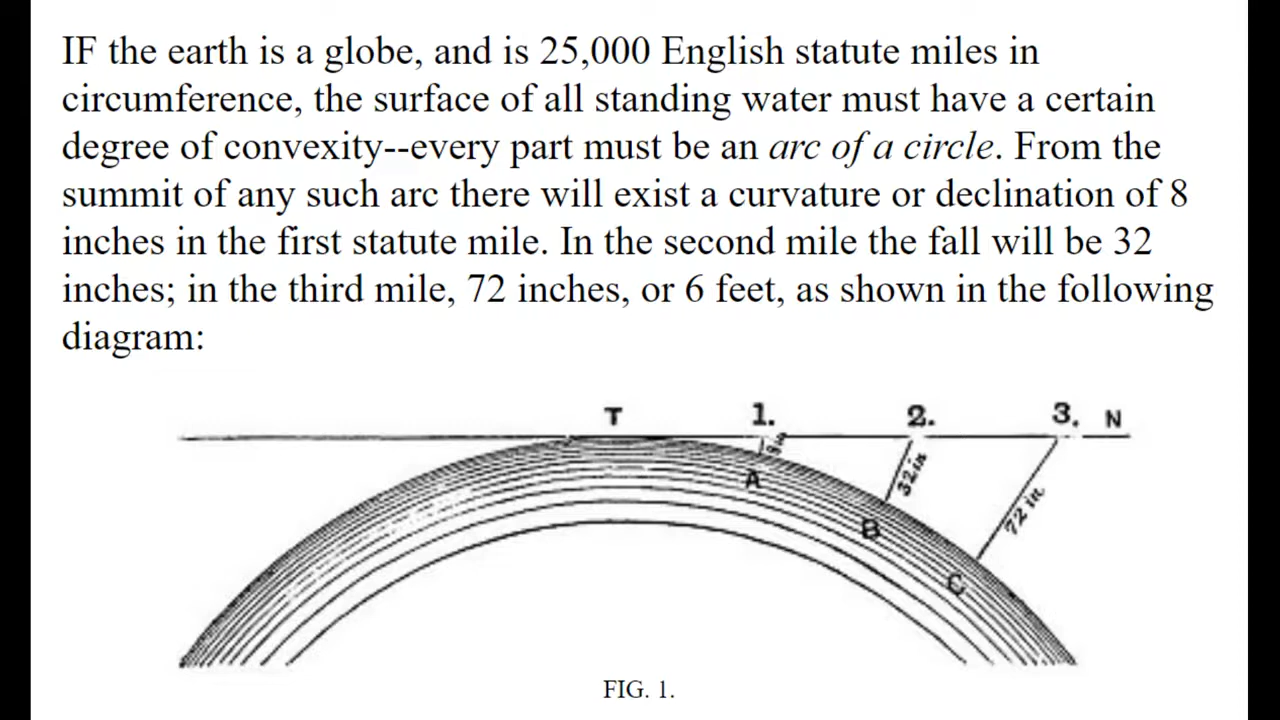 IF the earth is a globe, and is 25,000 English statute miles in
circumference, the surface of all standing water must have a certain
degree of convexity--every part must be an arc of a circle. From the
summit of any such arc there will exist a curvature or declination of 8
inches in the first statute mile. In the second mile the fall will be 32
inches; in the third mile, 72 inches, or 6 feet, as shown in the following
diagram:
T 1. 2. 3. N
8in
32in
72 in
A
B
C
FIG. 1.